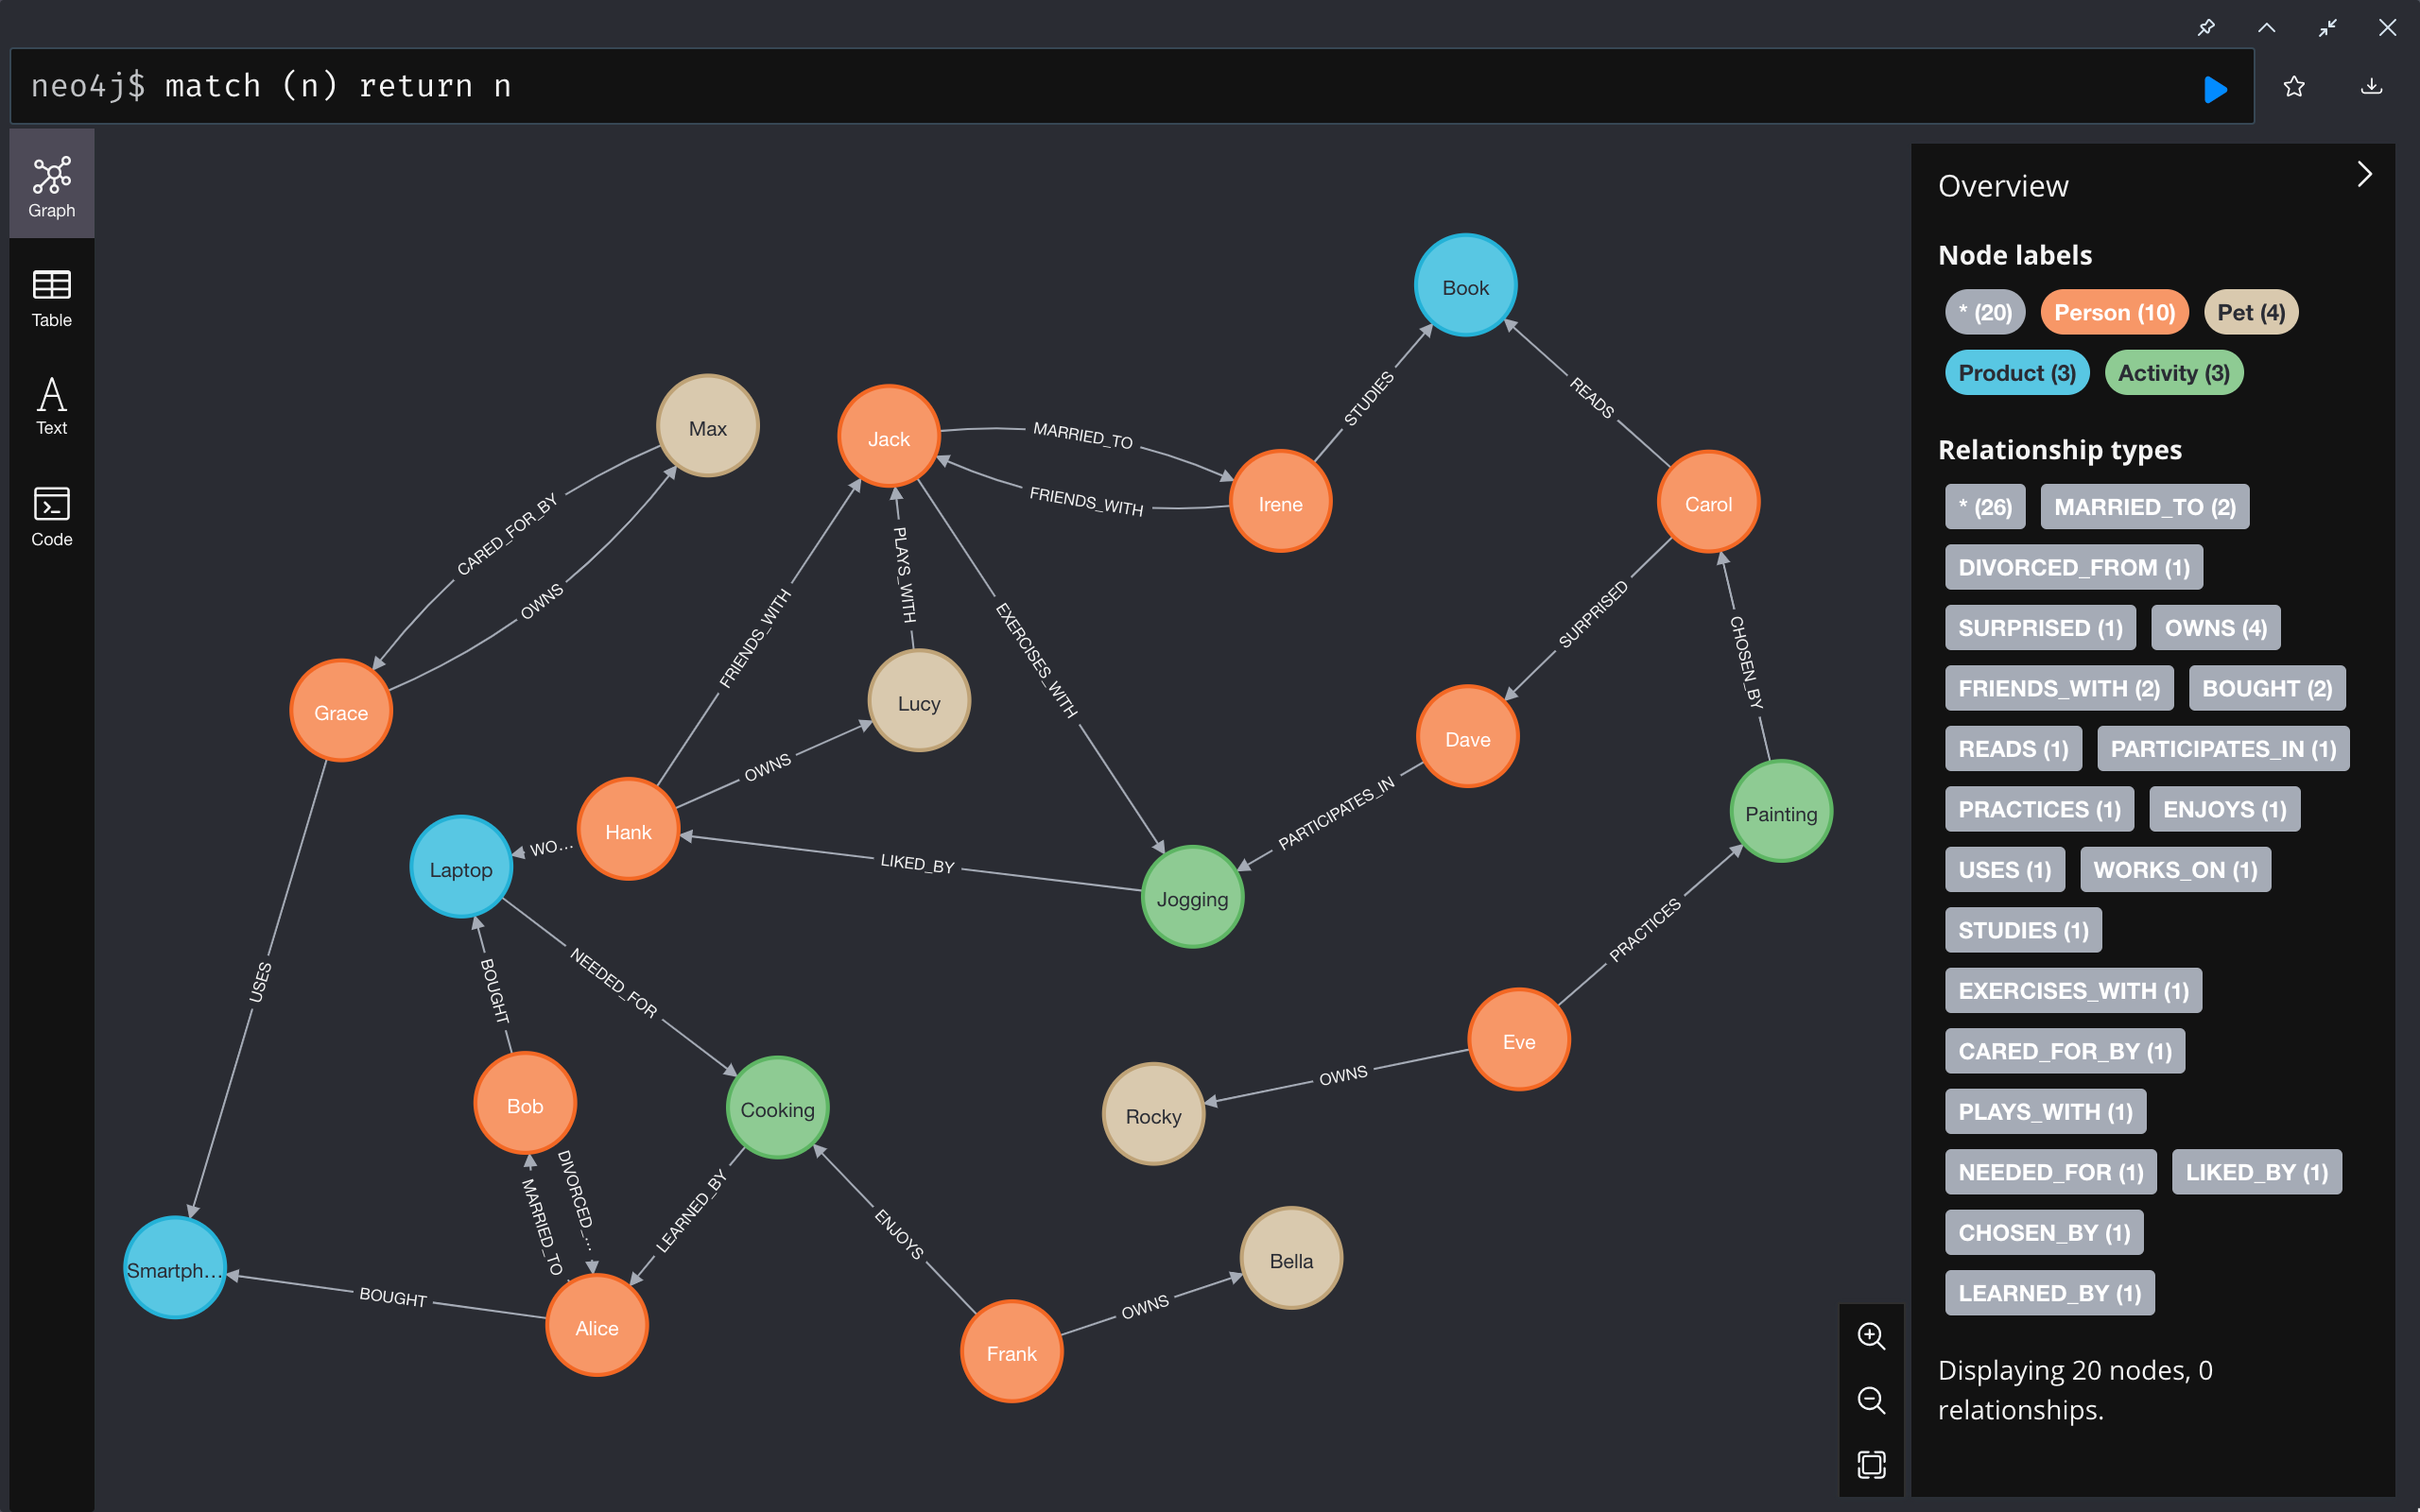 neo4j$ match (n) return n
Graph
Table
Text
Code
Book
Max
Jack
MARRIED_TO
STUDIES
READS
FRIENDS_WITH
Irene
Carol
CARED_FOR_BY
OWNS
PLAYS_WITH
FRIENDS_WITH
EXERCISES_WITH
SURPRISED
CHOSEN_BY
Grace
Lucy
Dave
OWNS
PARTICIPATES_IN
Painting
Hank
WO...
Laptop
LIKED_BY
Jogging
PRACTICES
USES
BOUGHT
NEEDED_FOR
Eve
OWNS
Bob
Cooking
Rocky
DIVORCED_...
MARRIED_TO
LEARNED_BY
ENJOYS
Smartph...
BOUGHT
Bella
OWNS
Alice
Frank
Overview
Node labels
* (20) Person (10) Pet (4)
Product (3) Activity (3)
Relationship types
* (26) MARRIED_TO (2)
DIVORCED_FROM (1)
SURPRISED (1) OWNS (4)
FRIENDS_WITH (2) BOUGHT (2)
READS (1) PARTICIPATES_IN (1)
PRACTICES (1) ENJOYS (1)
USES (1) WORKS_ON (1)
STUDIES (1)
EXERCISES_WITH (1)
CARED_FOR_BY (1)
PLAYS_WITH (1)
NEEDED_FOR (1) LIKED_BY (1)
CHOSEN_BY (1)
LEARNED_BY (1)
Displaying 20 nodes, 0
relationships.